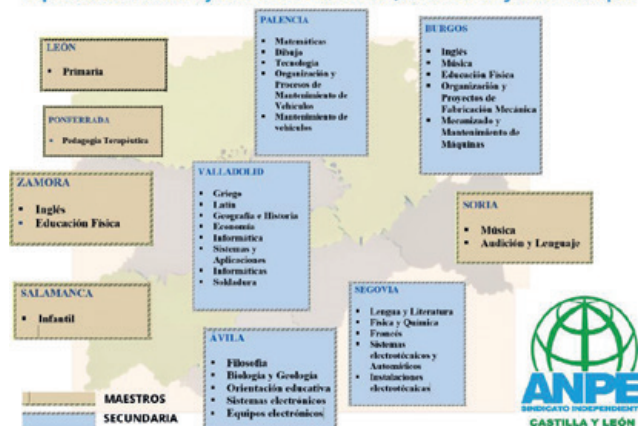 LEÓN
▪ Primaria
PONFERRADA
▪ Pedagogía Terapéutica
ZAMORA
▪ Inglés
▪ Educación Física
SALAMANCA
▪ Infantil
PALENCIA
▪ Matemáticas
▪ Dibujo
▪ Tecnología
▪ Organización y
Procesos de
Mantenimiento de
Vehículos
▪ Mantenimiento de
vehículos
VALLADOLID
▪ Griego
▪ Latín
▪ Geografía e Historia
▪ Economía
▪ Informática
▪ Sistemas y
Aplicaciones
▪ Informáticas
▪ Soldadura
ÁVILA
▪ Filosofía
▪ Biología y Geología
▪ Orientación educativa
▪ Sistemas electrónicos
▪ Equipos electrónicos
BURGOS
▪ Inglés
▪ Música
▪ Educación Física
▪ Organización y
Proyectos de
Fabricación Mecánica
▪ Mecanizado y
Mantenimiento de
Máquinas
SORIA
▪ Música
▪ Audición y Lenguaje
SEGOVIA
▪ Lengua y Literatura
▪ Física y Química
▪ Francés
▪ Sistemas
electrotécnicos y
Automáticos
▪ Instalaciones
electrotécnicas
MAESTROS
SECUNDARIA
ANPE
SINDICATO INDEPENDIENTE
CASTILLA Y LEÓN